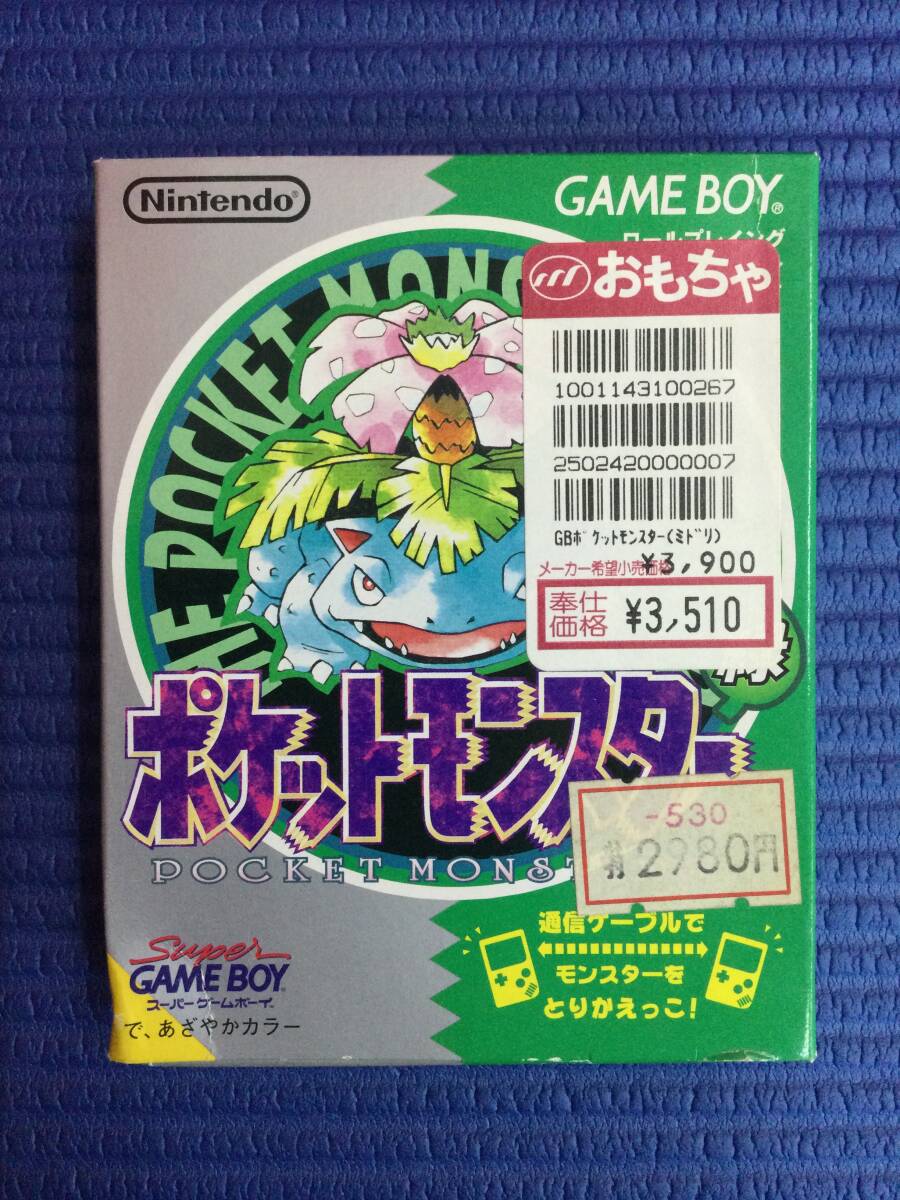 Nintendo®
GAME BOY®
ロールプレイング
おもちゃ
1001143100267
2502420000007
GBポケットモンスター(ミドリ)
メーカー希望小売価格 ¥3,900
奉仕価格 ¥3,510
THE POCKET MONS
緑
ポケットモンスター
POCKET MONST
-530
2980円
通信ケーブルで
モンスターを
とりかえっこ!
Super
GAME BOY
スーパーゲームボーイ
で、あざやかカラー